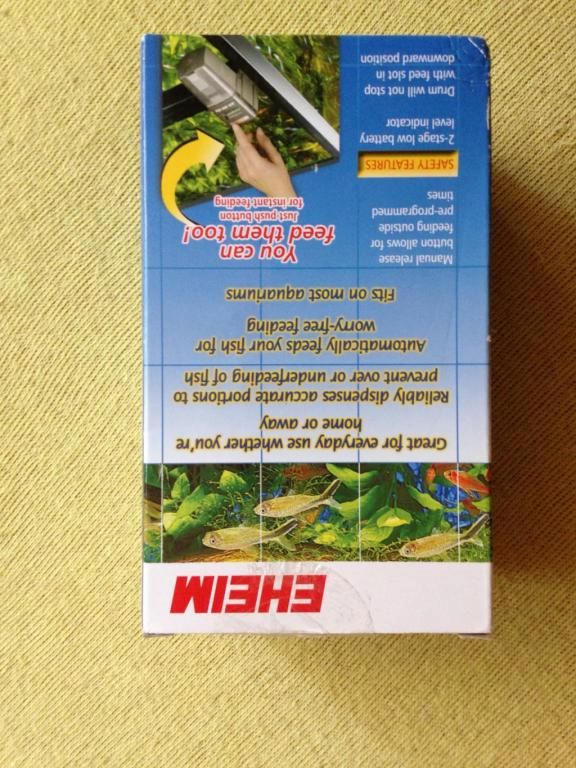 EHEIM
Great for everyday use whether you're
home or away
Reliably dispenses accurate portions to
prevent over or underfeeding of fish
Automatically feeds your fish for
worry-free feeding
Fits on most aquariums
Manual release
button allows for
feeding outside
pre-programmed
times
SAFETY FEATURES
2-stage low battery
level indicator
Drum will not stop
with feed slot in
downward position
You can
feed them too!
Just push button
for instant feeding